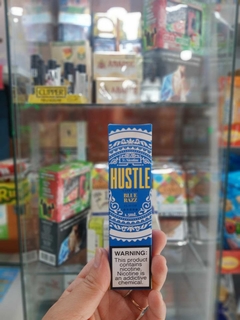 CLIPPER
HUSTLE
BLUE
RAZZ
WARNING:
This product
contains
nicotine.
Nicotine is
an addictive
chemical.